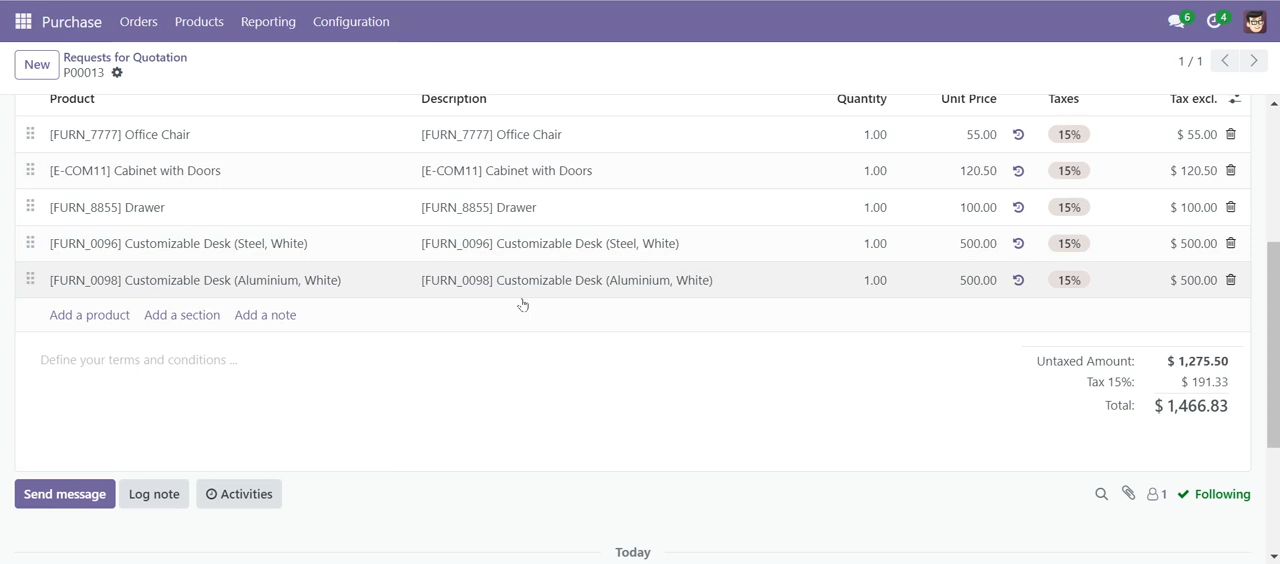 Purchase Orders Products Reporting Configuration 6 4
New Requests for Quotation 1 / 1
P00013
Product Description Quantity Unit Price Taxes Tax excl.
[FURN_7777] Office Chair [FURN_7777] Office Chair 1.00 55.00 15% $ 55.00
[E-COM11] Cabinet with Doors [E-COM11] Cabinet with Doors 1.00 120.50 15% $ 120.50
[FURN_8855] Drawer [FURN_8855] Drawer 1.00 100.00 15% $ 100.00
[FURN_0096] Customizable Desk (Steel, White) [FURN_0096] Customizable Desk (Steel, White) 1.00 500.00 15% $ 500.00
[FURN_0098] Customizable Desk (Aluminium, White) [FURN_0098] Customizable Desk (Aluminium, White) 1.00 500.00 15% $ 500.00
Add a product Add a section Add a note
Define your terms and conditions ... Untaxed Amount: $ 1,275.50
Tax 15%: $ 191.33
Total: $ 1,466.83
Send message Log note Activities 1 Following
Today